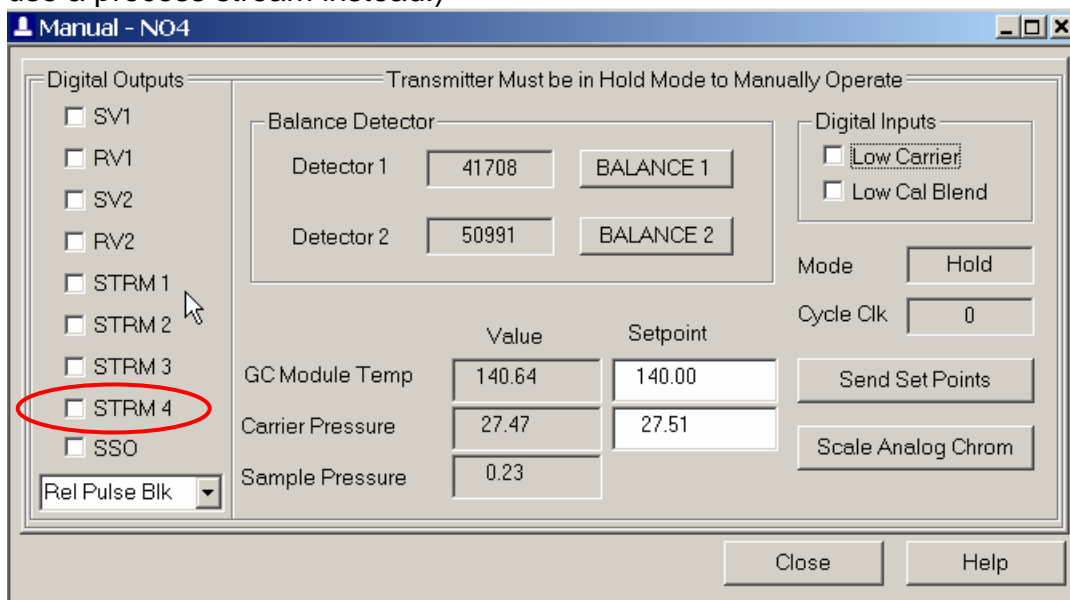 use a process stream instead.)
Manual - NO4
Digital Outputs
Transmitter Must be in Hold Mode to Manually Operate
SV1
RV1
SV2
RV2
STRM 1
STRM 2
STRM 3
STRM 4
SSO
Rel Pulse Blk
Balance Detector
Detector 1 41708 BALANCE 1
Detector 2 50991 BALANCE 2
Value Setpoint
GC Module Temp 140.64 140.00
Carrier Pressure 27.47 27.51
Sample Pressure 0.23
Digital Inputs
Low Carrier
Low Cal Blend
Mode Hold
Cycle Clk 0
Send Set Points
Scale Analog Chrom
Close Help